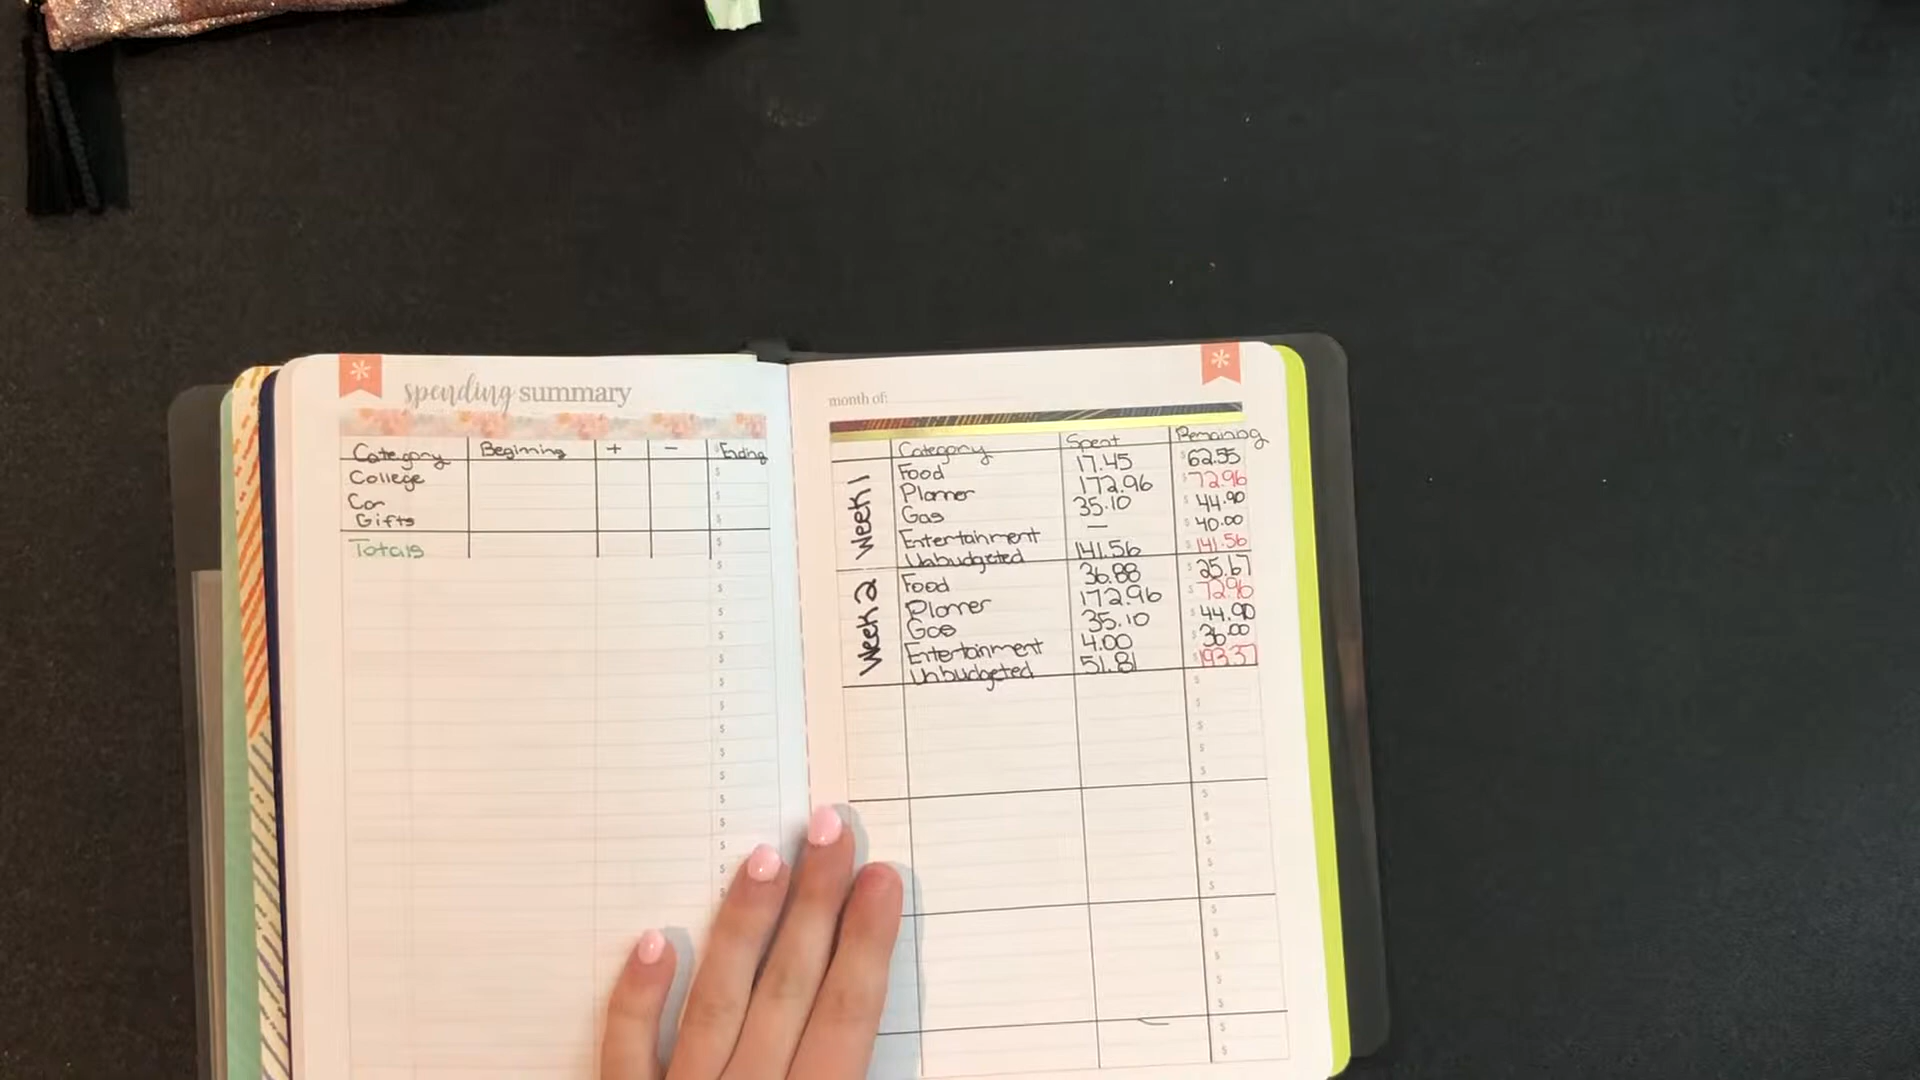 spending summary
Category Beginning + - Ending
College $
Car $
Gifts $
Totals $
month of:
Category Spent Remaining
Week 1
Food 17.45 $62.55
Planner 172.96 $72.96
Gas 35.10 $44.90
Entertainment — $40.00
Unbudgeted 141.56 $141.56
Week 2
Food 36.88 $25.67
Planner 172.96 $72.96
Gas 35.10 $44.90
Entertainment 4.00 $36.00
Unbudgeted 51.81 $193.37